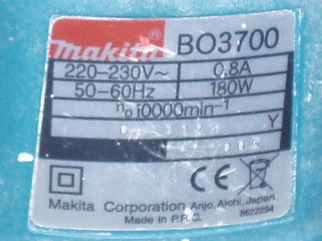 makita BO3700
220-230V~ 0.8A
50-60Hz 180W
n₀ 10000min⁻¹
Y
CE
Makita Corporation Anjo, Aichi, Japan
Made in P.R.C. 8622294